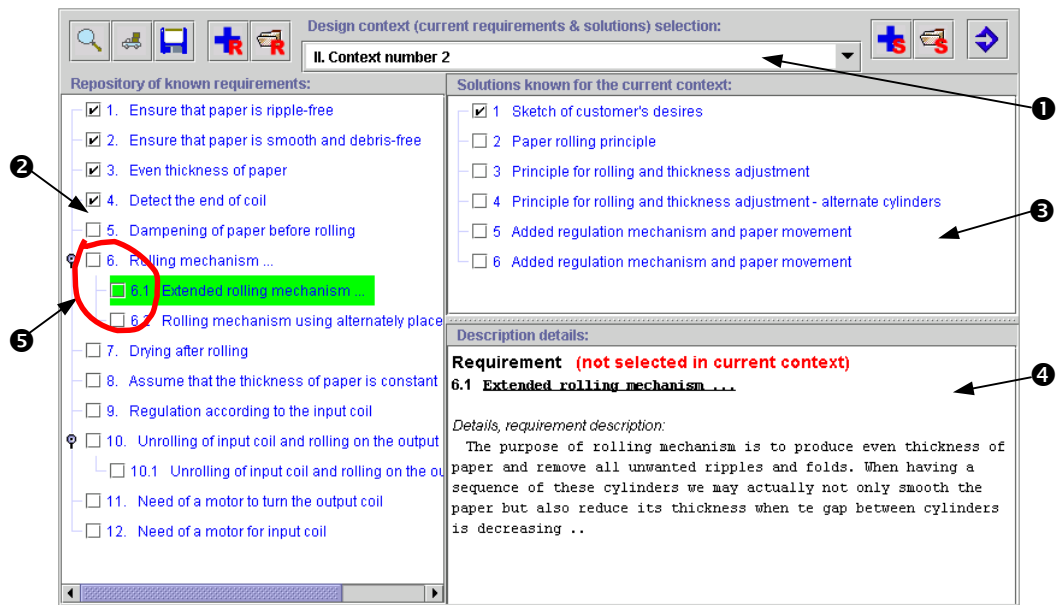 Design context (current requirements & solutions) selection:
R
R
S
S
II. Context number 2
❶
Repository of known requirements:
1. Ensure that paper is ripple-free
2. Ensure that paper is smooth and debris-free
❷
3. Even thickness of paper
4. Detect the end of coil
5. Dampening of paper before rolling
6. Rolling mechanism ...
6.1 Extended rolling mechanism ...
6.2 Rolling mechanism using alternately place
❺
7. Drying after rolling
8. Assume that the thickness of paper is constant
9. Regulation according to the input coil
10. Unrolling of input coil and rolling on the output
10.1 Unrolling of input coil and rolling on the ou
11. Need of a motor to turn the output coil
12. Need of a motor for input coil
Solutions known for the current context:
1 Sketch of customer's desires
2 Paper rolling principle
3 Principle for rolling and thickness adjustment
4 Principle for rolling and thickness adjustment - alternate cylinders
❸
5 Added regulation mechanism and paper movement
6 Added regulation mechanism and paper movement
Description details:
Requirement (not selected in current context)
❹
6.1 Extended rolling mechanism ...
Details, requirement description:
The purpose of rolling mechanism is to produce even thickness of
paper and remove all unwanted ripples and folds. When having a
sequence of these cylinders we may actually not only smooth the
paper but also reduce its thickness when te gap between cylinders
is decreasing ..